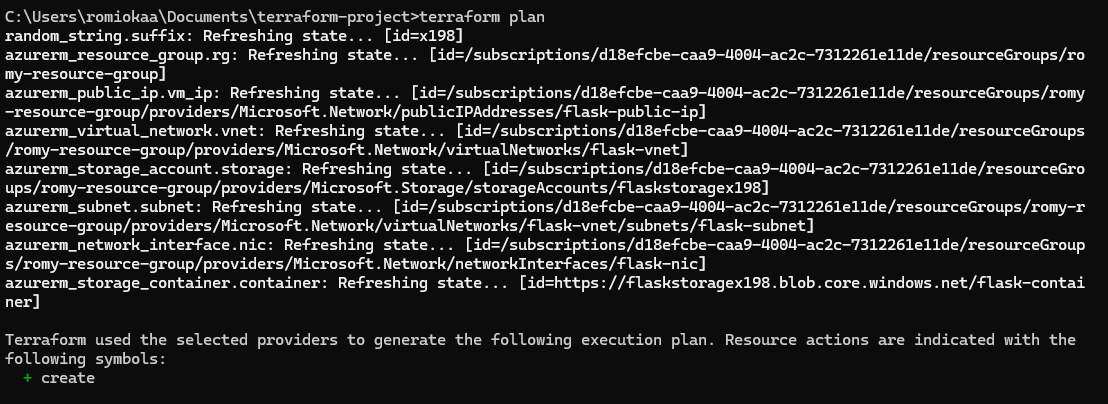 C:\Users\romiokaa\Documents\terraform-project>terraform plan
random_string.suffix: Refreshing state... [id=x198]
azurerm_resource_group.rg: Refreshing state... [id=/subscriptions/d18efcbe-caa9-4004-ac2c-7312261e11de/resourceGroups/ro
my-resource-group]
azurerm_public_ip.vm_ip: Refreshing state... [id=/subscriptions/d18efcbe-caa9-4004-ac2c-7312261e11de/resourceGroups/romy
-resource-group/providers/Microsoft.Network/publicIPAddresses/flask-public-ip]
azurerm_virtual_network.vnet: Refreshing state... [id=/subscriptions/d18efcbe-caa9-4004-ac2c-7312261e11de/resourceGroups
/romy-resource-group/providers/Microsoft.Network/virtualNetworks/flask-vnet]
azurerm_storage_account.storage: Refreshing state... [id=/subscriptions/d18efcbe-caa9-4004-ac2c-7312261e11de/resourceGro
ups/romy-resource-group/providers/Microsoft.Storage/storageAccounts/flaskstoragex198]
azurerm_subnet.subnet: Refreshing state... [id=/subscriptions/d18efcbe-caa9-4004-ac2c-7312261e11de/resourceGroups/romy-r
esource-group/providers/Microsoft.Network/virtualNetworks/flask-vnet/subnets/flask-subnet]
azurerm_network_interface.nic: Refreshing state... [id=/subscriptions/d18efcbe-caa9-4004-ac2c-7312261e11de/resourceGroup
s/romy-resource-group/providers/Microsoft.Network/networkInterfaces/flask-nic]
azurerm_storage_container.container: Refreshing state... [id=https://flaskstoragex198.blob.core.windows.net/flask-contai
ner]
Terraform used the selected providers to generate the following execution plan. Resource actions are indicated with the
following symbols:
+ create